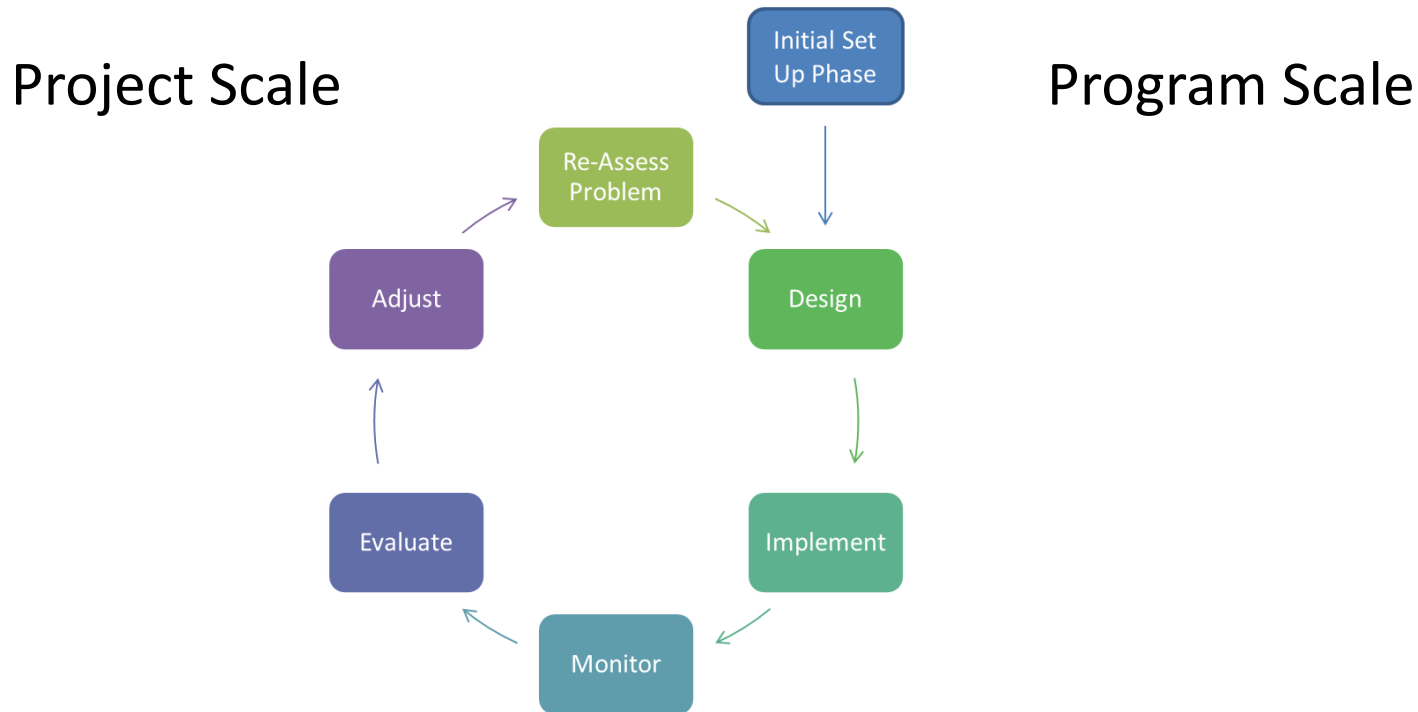 Project Scale
Initial Set
Up Phase
Program Scale
Re-Assess
Problem
Adjust
Design
Evaluate
Implement
Monitor